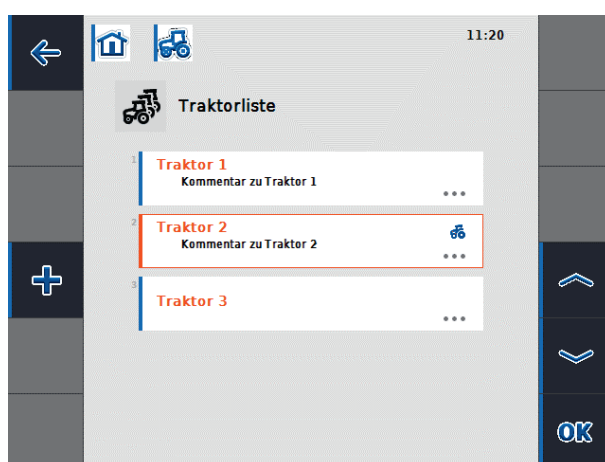 11:20
Traktorliste
1
Traktor 1
Kommentar zu Traktor 1
2
Traktor 2
Kommentar zu Traktor 2
3
Traktor 3
OK